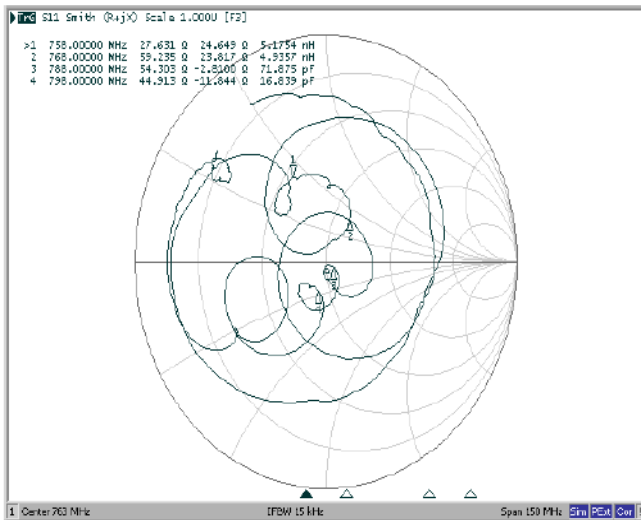 Tr1 S11 Smith (R+jX) Scale 1.000U [F3]
>1 758.00000 MHz 27.631 Ω 24.649 Ω 5.1754 nH
2 768.00000 MHz 59.235 Ω 23.817 Ω 4.9357 nH
3 788.00000 MHz 54.303 Ω -2.8100 Ω 71.875 pF
4 798.00000 MHz 44.913 Ω -11.844 Ω 16.839 pF
1
2
1 Center 763 MHz IFBW 15 kHz Span 150 MHz Sim PExt Cor